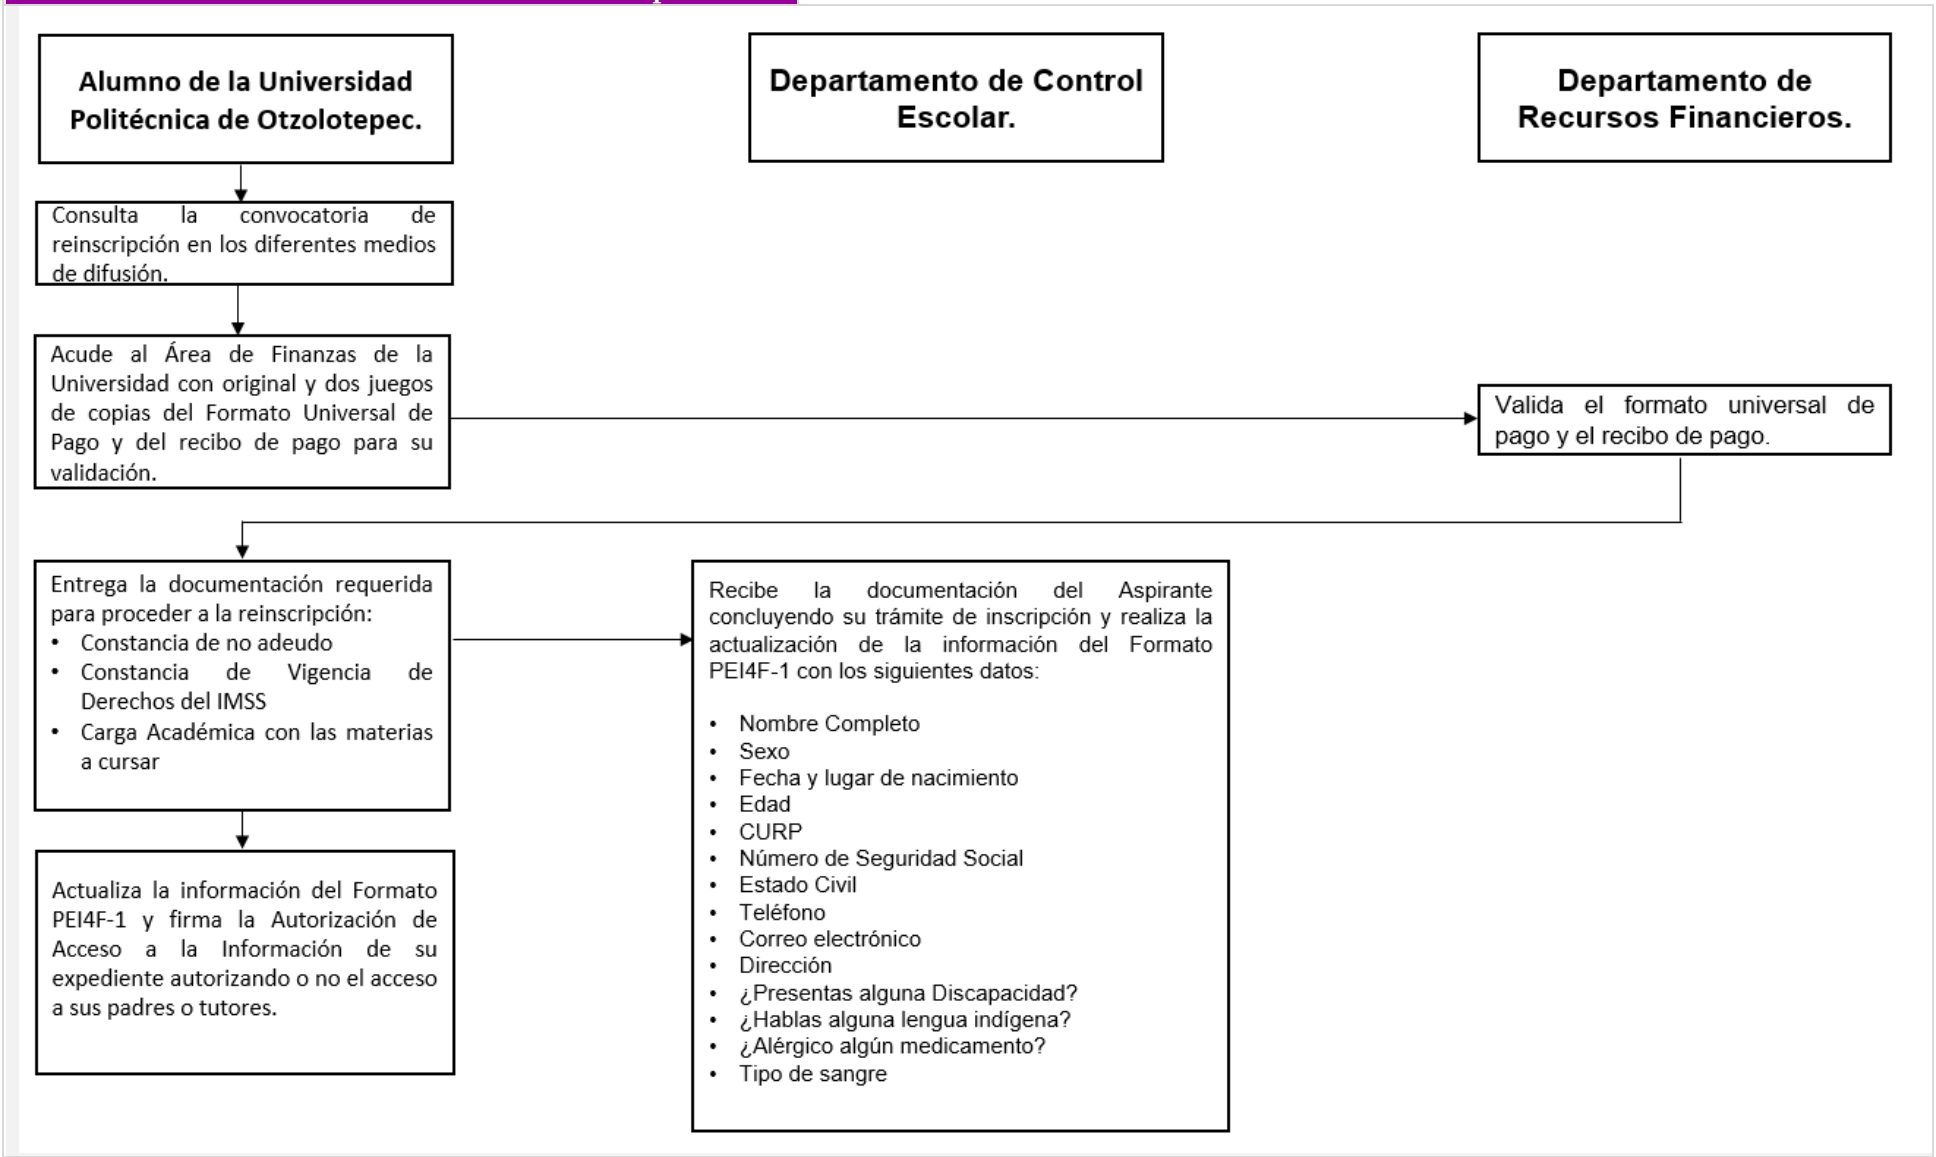 Alumno de la Universidad
Politécnica de Otzolotepec.
Departamento de Control
Escolar.
Departamento de
Recursos Financieros.
Consulta la convocatoria de
reinscripción en los diferentes medios
de difusión.
Acude al Área de Finanzas de la
Universidad con original y dos juegos
de copias del Formato Universal de
Pago y del recibo de pago para su
validación.
Valida el formato universal de
pago y el recibo de pago.
Entrega la documentación requerida
para proceder a la reinscripción:
• Constancia de no adeudo
• Constancia de Vigencia de
Derechos del IMSS
• Carga Académica con las materias
a cursar
Recibe la documentación del Aspirante
concluyendo su trámite de inscripción y realiza la
actualización de la información del Formato
PEI4F-1 con los siguientes datos:
• Nombre Completo
• Sexo
• Fecha y lugar de nacimiento
• Edad
• CURP
• Número de Seguridad Social
• Estado Civil
• Teléfono
• Correo electrónico
• Dirección
• ¿Presentas alguna Discapacidad?
• ¿Hablas alguna lengua indígena?
• ¿Alérgico algún medicamento?
• Tipo de sangre
Actualiza la información del Formato
PEI4F-1 y firma la Autorización de
Acceso a la Información de su
expediente autorizando o no el acceso
a sus padres o tutores.